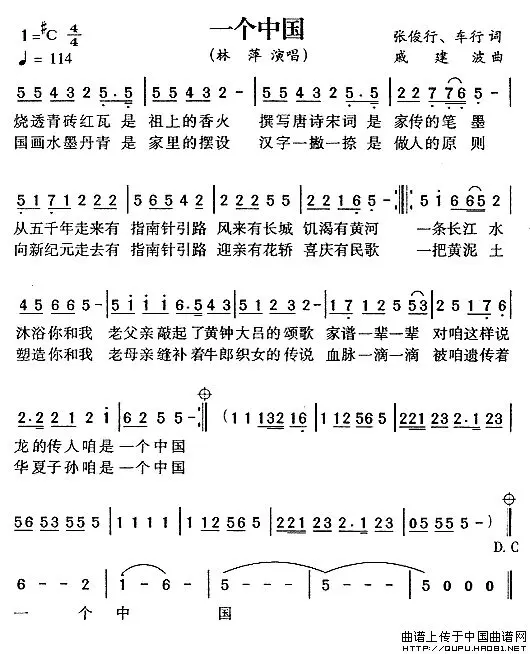 一个中国
1=#C 4/4
♩=114
(林 萍 演唱)
张俊行、车行 词
戚 建 波 曲
5 5 4 3 2 5·5 | 5 5 4 3 2 5·5 | 5 5 4 3 2 5·5 | 2 2 7 7 6 5 - |
烧透青砖红瓦 是 祖上的香火 撰写唐诗宋词 是 家传的笔 墨
国画水墨丹青 是 家里的摆设 汉字一撇一捺 是 做人的原 则
5 1 7 1 2 2 2 | 5 2 5 5 4 2 | 2 2 2 5 5 | 2 2 1 6 5 - :‖: 5 1 6 6 5 2 |
从五千年走来有 指南针引路 风来有长城 饥渴有黄河 一条长江 水
向新纪元走去有 指南针引路 迎亲有花轿 喜庆有民歌 一把黄泥 土
4 5 6 6 5 | 5 1 1 1 6·5 4 3 | 5 1 2 1 2 3 2 - | 1 7 1 2 5 5 3 | 2 2 5 1 7 6 |
沐浴你和我 老父亲敲起了黄钟大吕的颂歌 家谱一辈一辈 对咱这样说
塑造你和我 老母亲缝补着牛郎织女的传说 血脉一滴一滴 被咱遗传着
2·2 2 1 2 1 | 6 2 5 5 - :‖ (1 1 1 3 2 1 6 | 1 1 2 5 6 5 | 2 2 1 2 3 2·1 2 3 |
龙的传人咱是一个中国
华夏子孙咱是一个中国
5 6 5 3 5 5 5 5 | 1 1 1 1 | 1 1 2 5 6 5 | 2 2 1 2 3 2·1 2 3 | 0 5 5 5 5 -) ‖
D.C
6 - - 2 | 1 - 6 - | 5 - - - | 5 - - - | 5 0 0 0 ‖
一 个 中 国
曲谱上传于中国曲谱网
http://QUPU.HAO81.NET